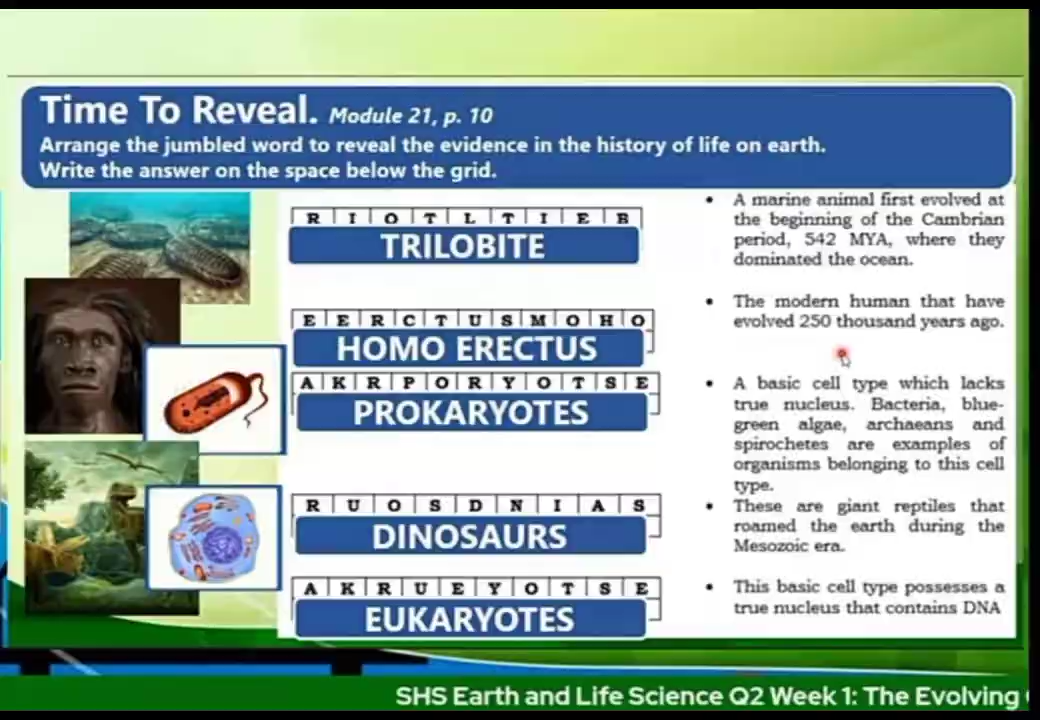 Time To Reveal. Module 21, p. 10
Arrange the jumbled word to reveal the evidence in the history of life on earth.
Write the answer on the space below the grid.
R I O T L T I E B
TRILOBITE
E E R C T U S M O H O
HOMO ERECTUS
A K R P O R Y O T S E
PROKARYOTES
R U O S D N I A S
DINOSAURS
A K R U E Y O T S E
EUKARYOTES
• A marine animal first evolved at
the beginning of the Cambrian
period, 542 MYA, where they
dominated the ocean.
• The modern human that have
evolved 250 thousand years ago.
• A basic cell type which lacks
true nucleus. Bacteria, blue-
green algae, archaeans and
spirochetes are examples of
organisms belonging to this cell
type.
• These are giant reptiles that
roamed the earth during the
Mesozoic era.
• This basic cell type possesses a
true nucleus that contains DNA
SHS Earth and Life Science Q2 Week 1: The Evolving